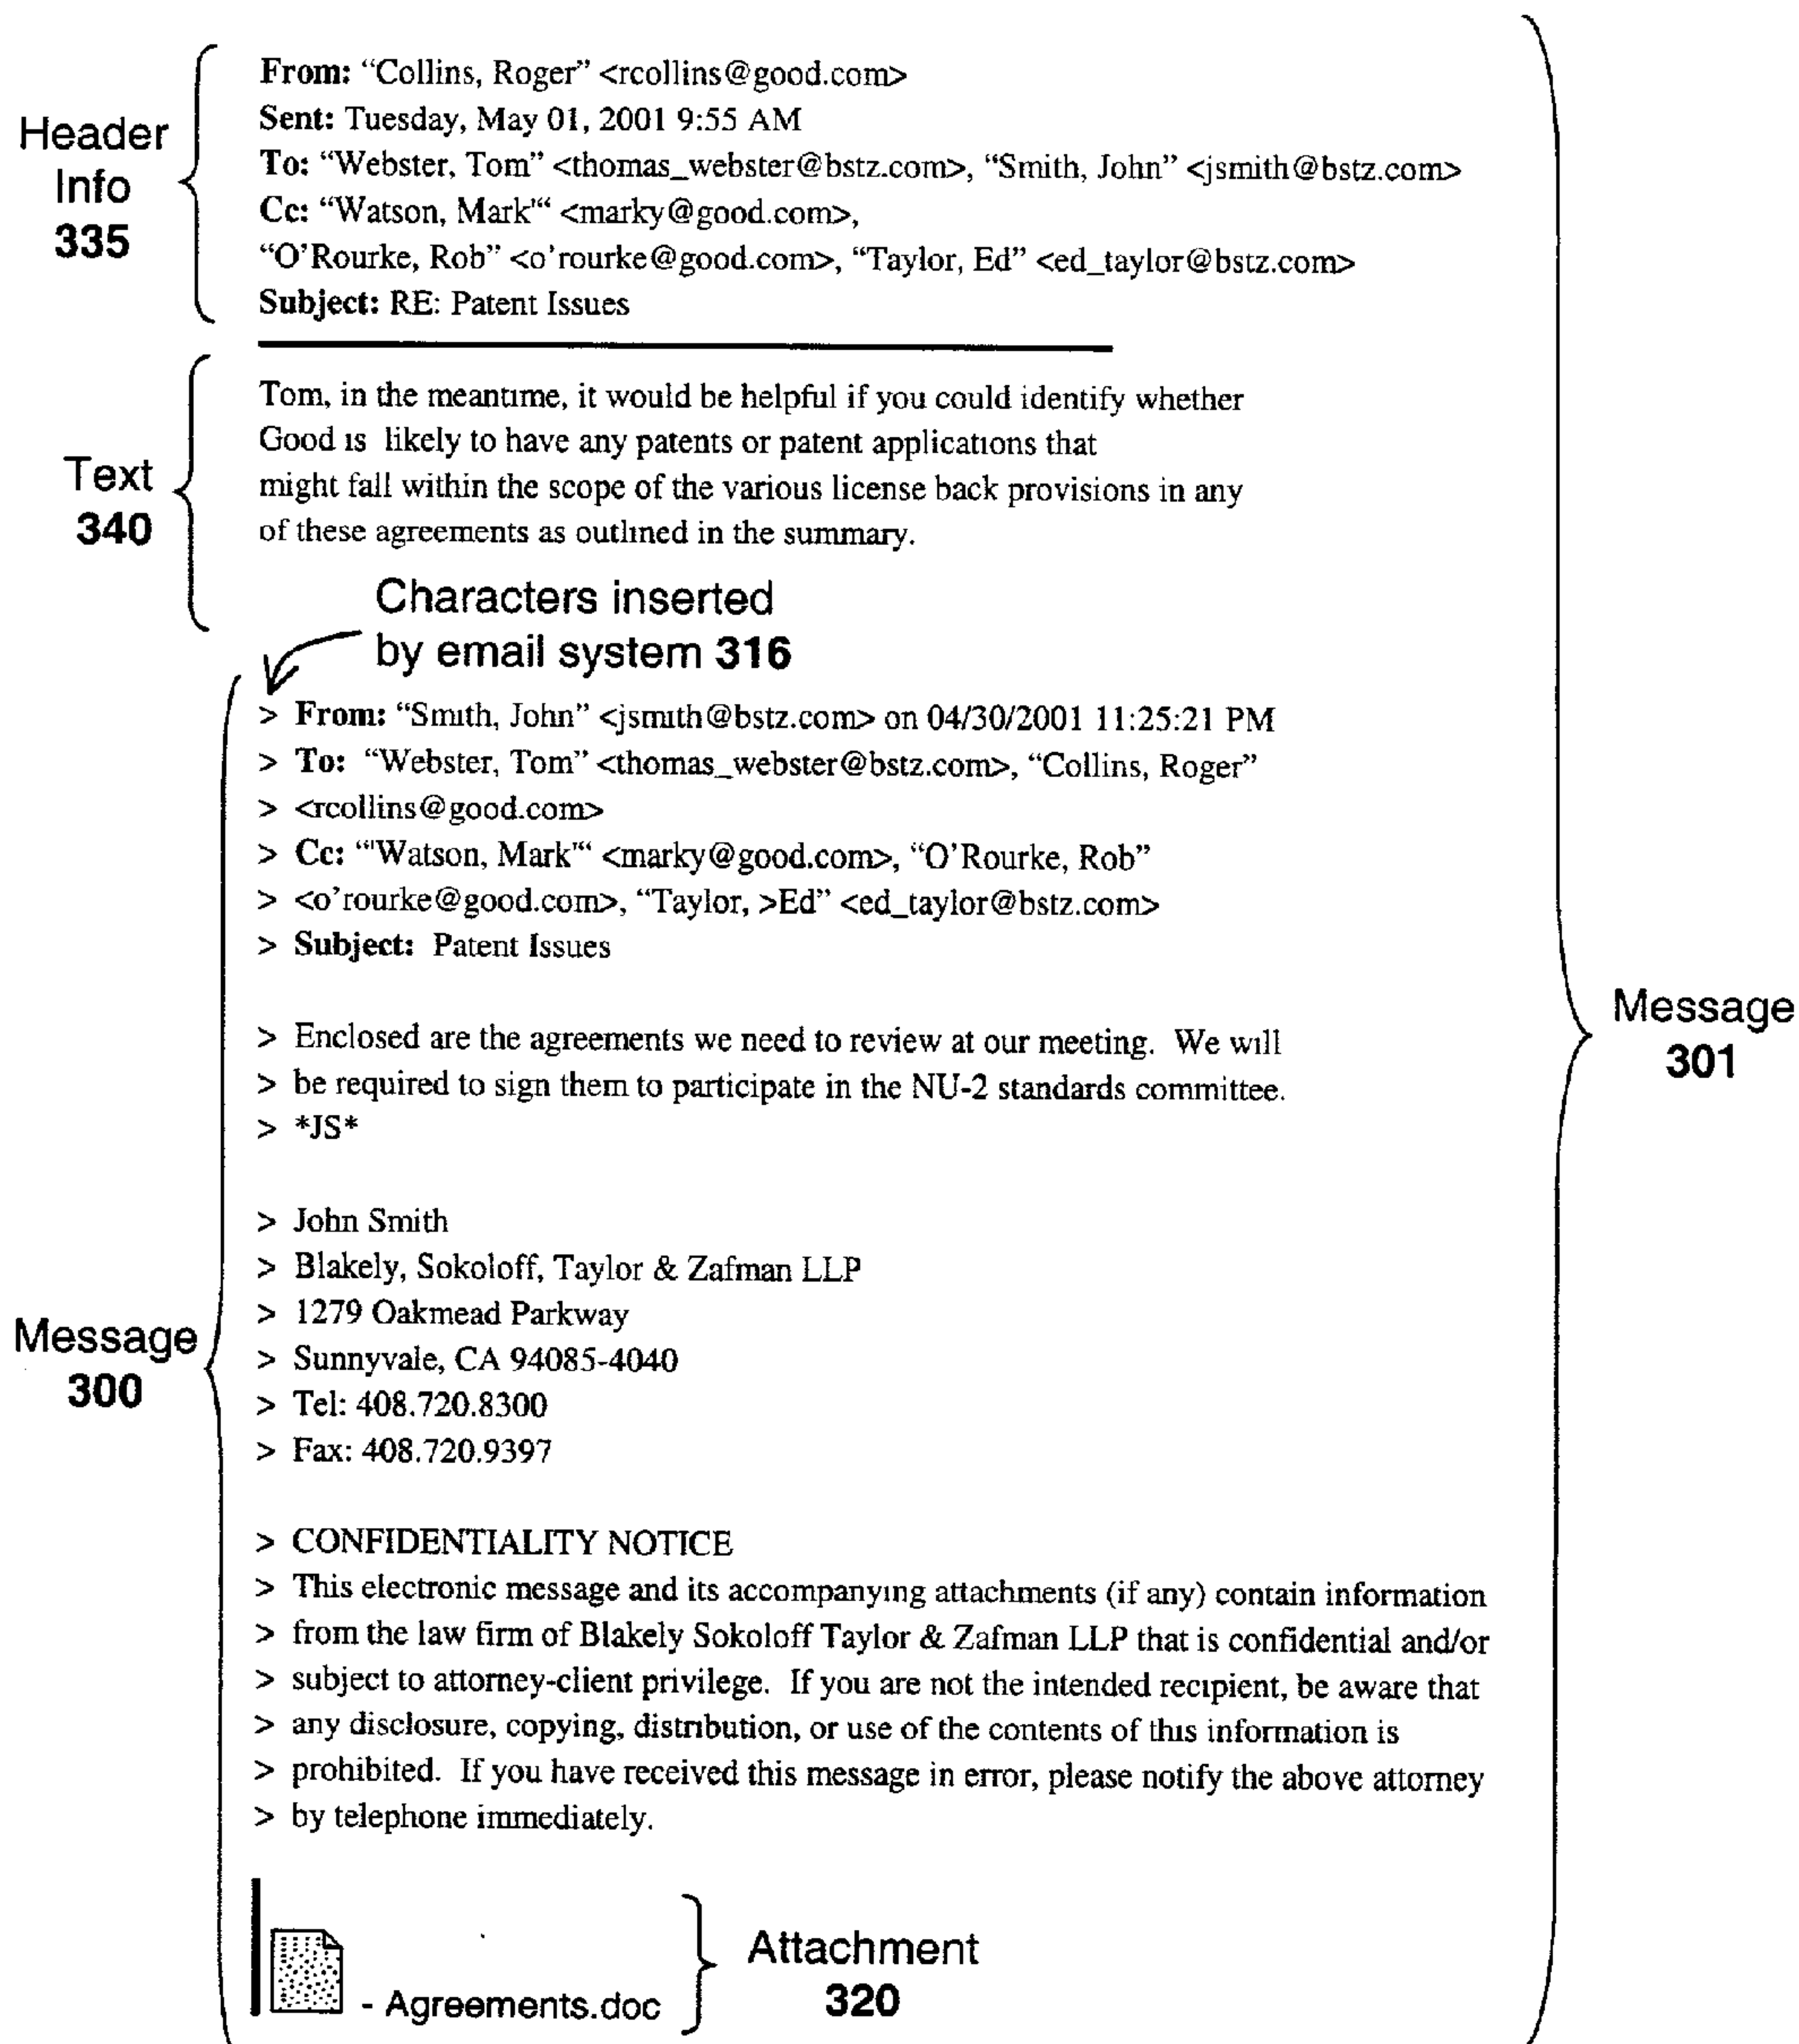 Header
Info
335
From: “Collins, Roger” <rcollins@good.com>
Sent: Tuesday, May 01, 2001 9:55 AM
To: “Webster, Tom” <thomas_webster@bstz.com>, “Smith, John” <jsmith@bstz.com>
Cc: “Watson, Mark'“ <marky@good.com>,
“O’Rourke, Rob” <o’rourke@good.com>, “Taylor, Ed” <ed_taylor@bstz.com>
Subject: RE: Patent Issues
Text
340
Tom, in the meantime, it would be helpful if you could identify whether
Good is likely to have any patents or patent applications that
might fall within the scope of the various license back provisions in any
of these agreements as outlined in the summary.
Characters inserted
by email system 316
Message
300
> From: “Smith, John” <jsmith@bstz.com> on 04/30/2001 11:25:21 PM
> To: “Webster, Tom” <thomas_webster@bstz.com>, “Collins, Roger”
> <rcollins@good.com>
> Cc: “'Watson, Mark'“ <marky@good.com>, “O’Rourke, Rob”
> <o’rourke@good.com>, “Taylor, >Ed” <ed_taylor@bstz.com>
> Subject: Patent Issues
> Enclosed are the agreements we need to review at our meeting. We will
> be required to sign them to participate in the NU-2 standards committee.
> *JS*
> John Smith
> Blakely, Sokoloff, Taylor & Zafman LLP
> 1279 Oakmead Parkway
> Sunnyvale, CA 94085-4040
> Tel: 408.720.8300
> Fax: 408.720.9397
> CONFIDENTIALITY NOTICE
> This electronic message and its accompanying attachments (if any) contain information
> from the law firm of Blakely Sokoloff Taylor & Zafman LLP that is confidential and/or
> subject to attorney-client privilege. If you are not the intended recipient, be aware that
> any disclosure, copying, distribution, or use of the contents of this information is
> prohibited. If you have received this message in error, please notify the above attorney
> by telephone immediately.
- Agreements.doc
Attachment
320
Message
301